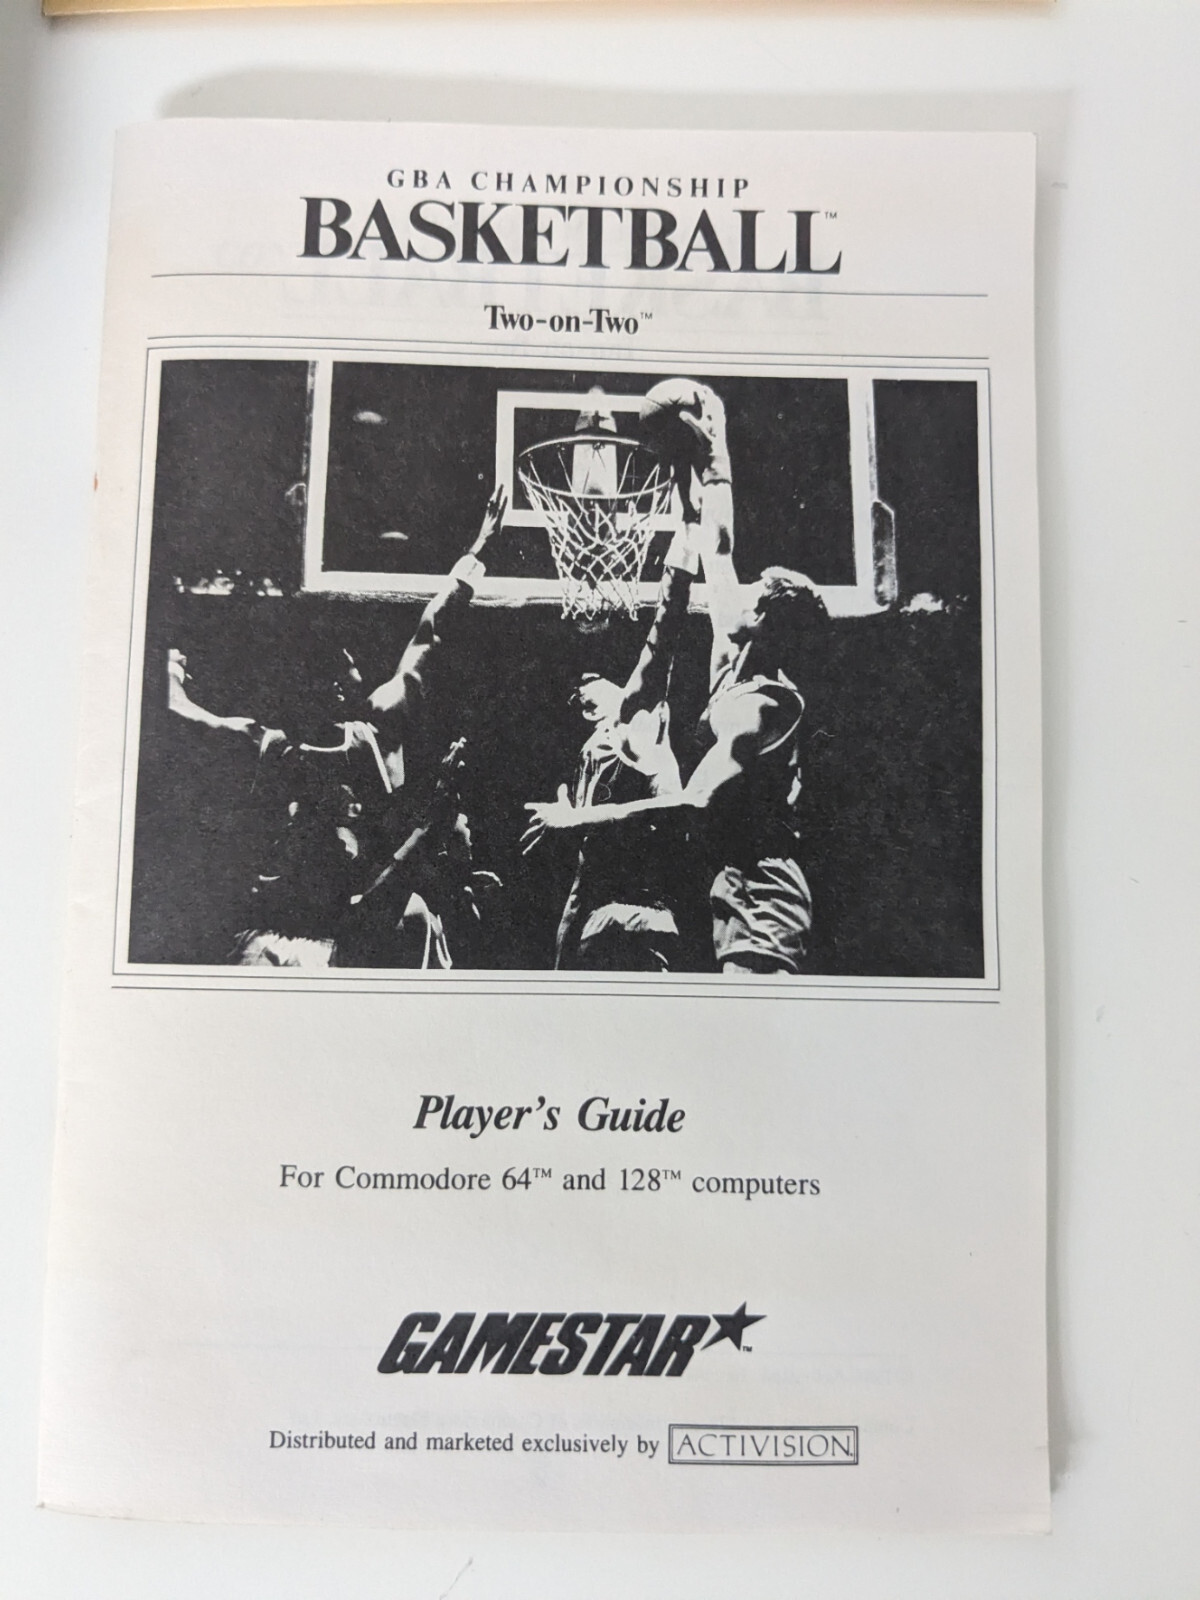 GBA CHAMPIONSHIP
BASKETBALL™
Two-on-Two™
Player's Guide
For Commodore 64™ and 128™ computers
GAMESTAR™
Distributed and marketed exclusively by ACTIVISION